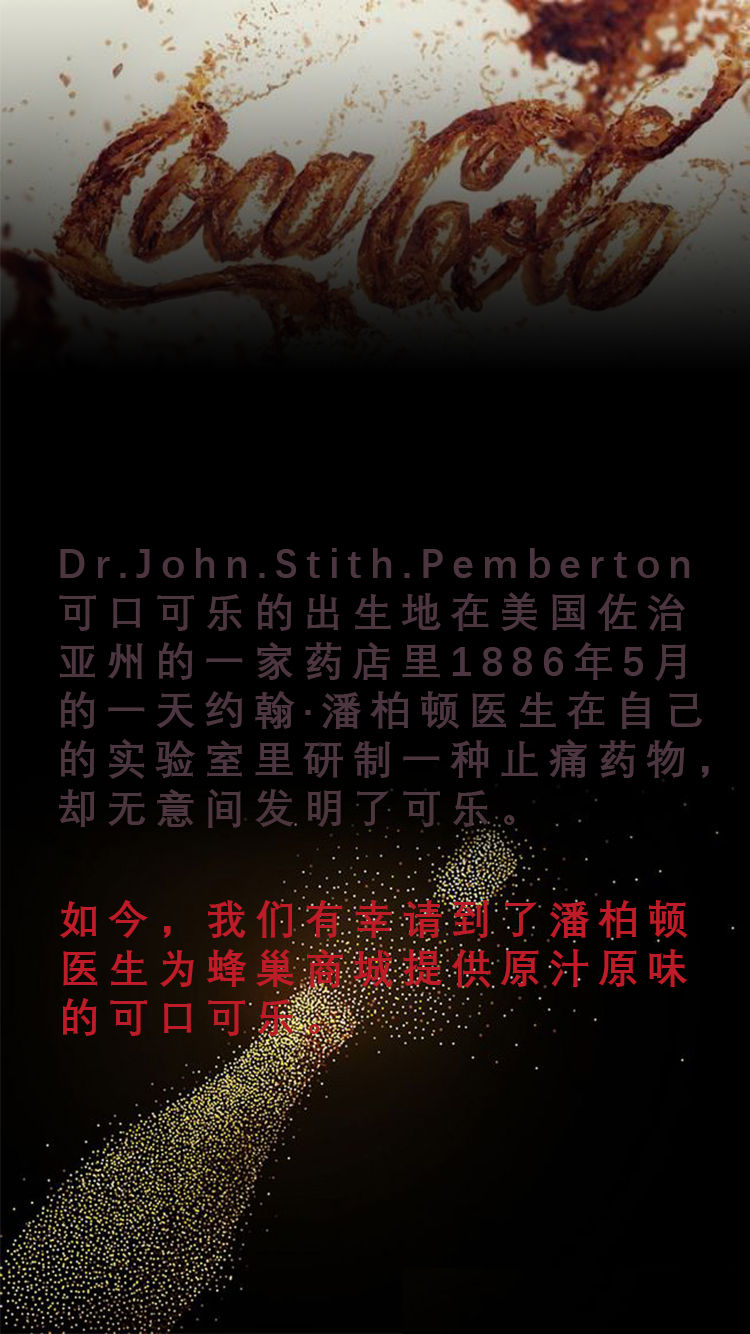 Coca Cola
Dr.John.Stith.Pemberton
可口可乐的出生地在美国佐治
亚州的一家药店里1886年5月
的一天约翰·潘柏顿医生在自己
的实验室里研制一种止痛药物，
却无意间发明了可乐。
如今，我们有幸请到了潘柏顿
医生为蜂巢商城提供原汁原味
的可口可乐。